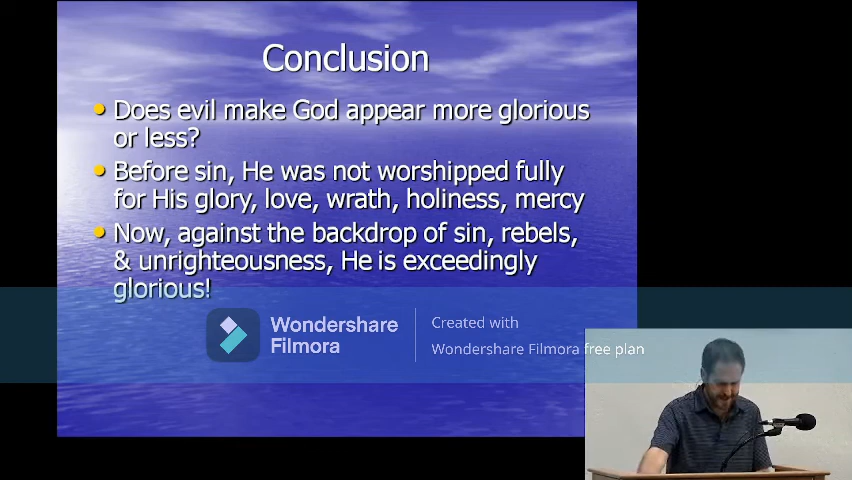 Conclusion
• Does evil make God appear more glorious
or less?
• Before sin, He was not worshipped fully
for His glory, love, wrath, holiness, mercy
• Now, against the backdrop of sin, rebels,
& unrighteousness, He is exceedingly
glorious!
Wondershare
Filmora
Created with
Wondershare Filmora free plan